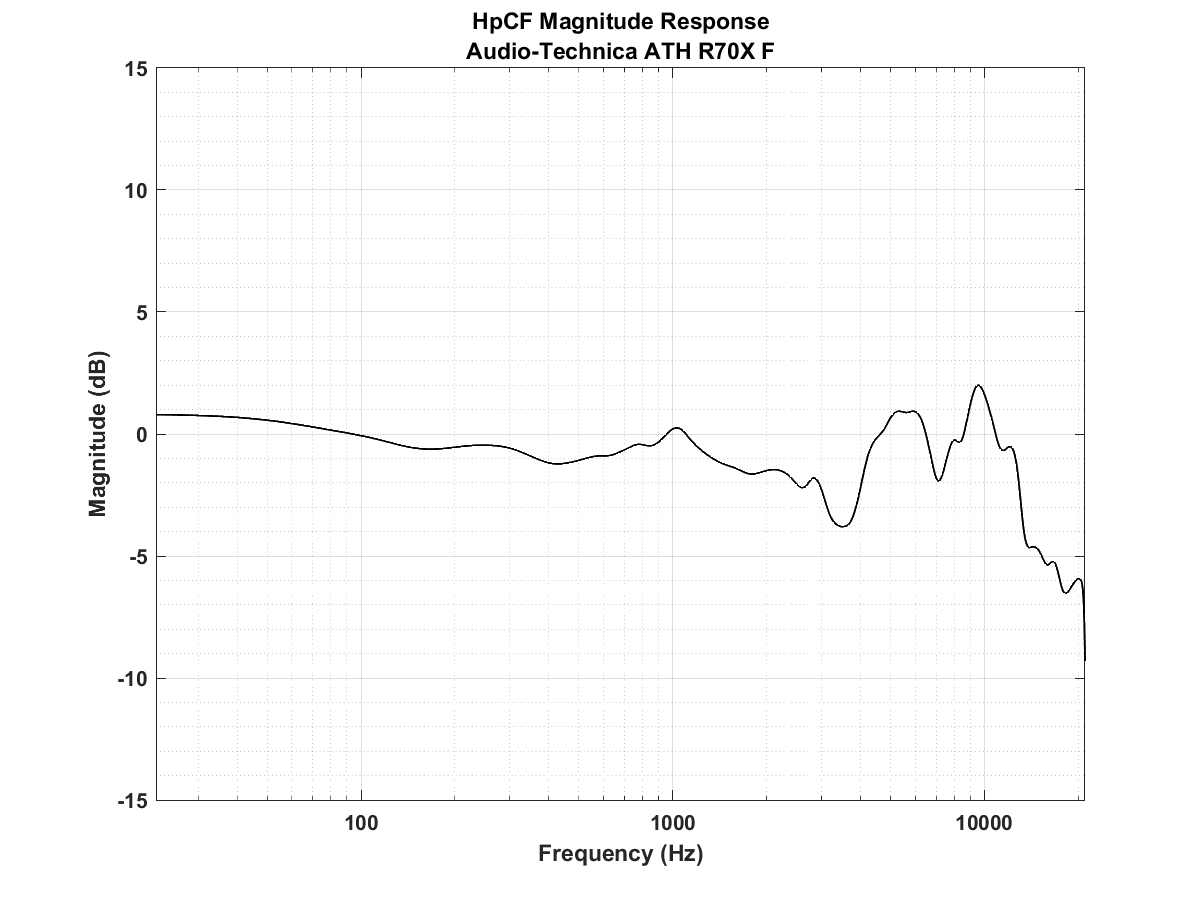 HpCF Magnitude Response
Audio-Technica ATH R70X F
15
10
5
0
-5
-10
-15
Magnitude (dB)
100
1000
10000
Frequency (Hz)